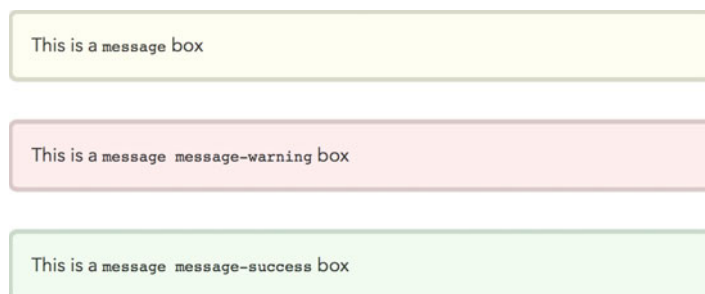 This is a message box
This is a message message-warning box
This is a message message-success box